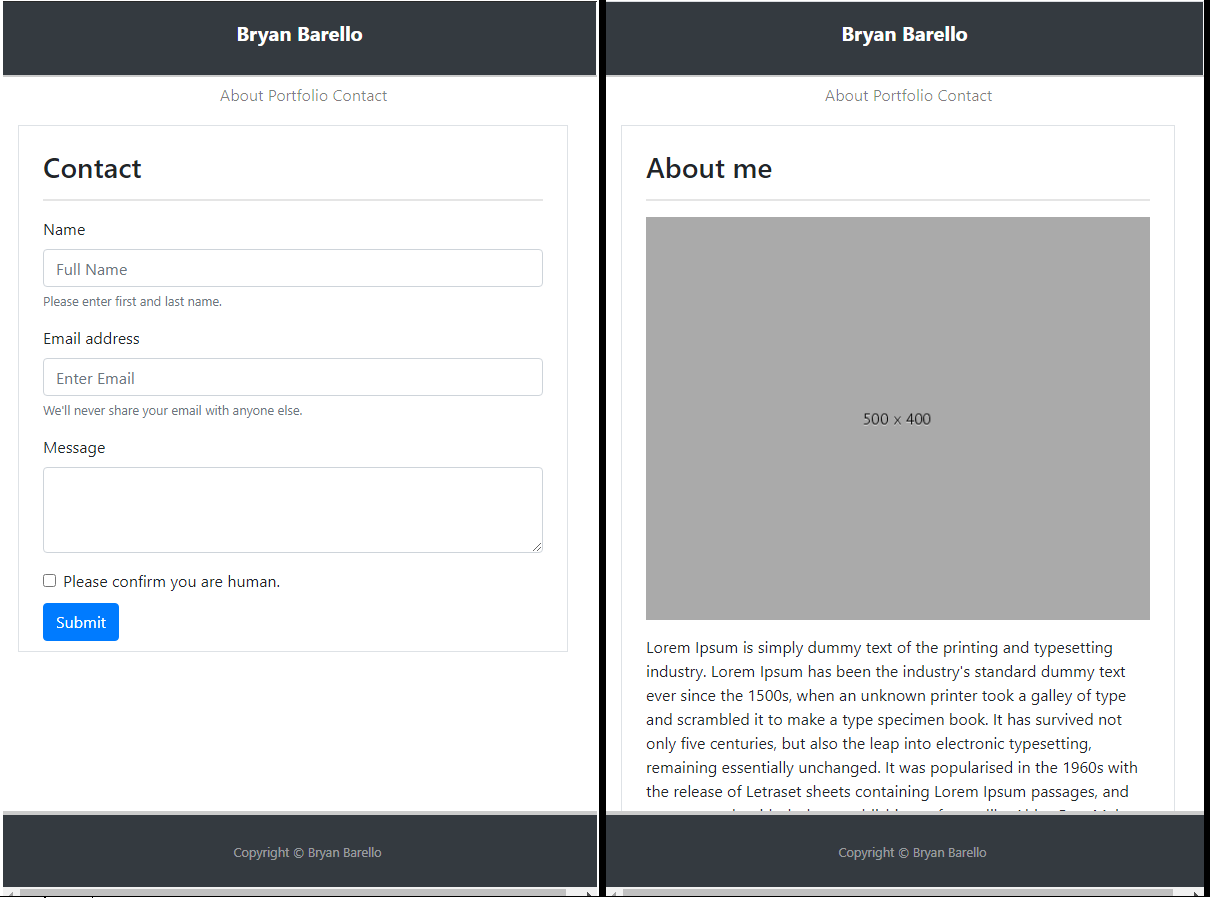 Bryan Barello
About Portfolio Contact
Contact
Name
Full Name
Please enter first and last name.
Email address
Enter Email
We'll never share your email with anyone else.
Message
Please confirm you are human.
Submit
Copyright © Bryan Barello
Bryan Barello
About Portfolio Contact
About me
500 x 400
Lorem Ipsum is simply dummy text of the printing and typesetting
industry. Lorem Ipsum has been the industry's standard dummy text
ever since the 1500s, when an unknown printer took a galley of type
and scrambled it to make a type specimen book. It has survived not
only five centuries, but also the leap into electronic typesetting,
remaining essentially unchanged. It was popularised in the 1960s with
the release of Letraset sheets containing Lorem Ipsum passages, and
Copyright © Bryan Barello